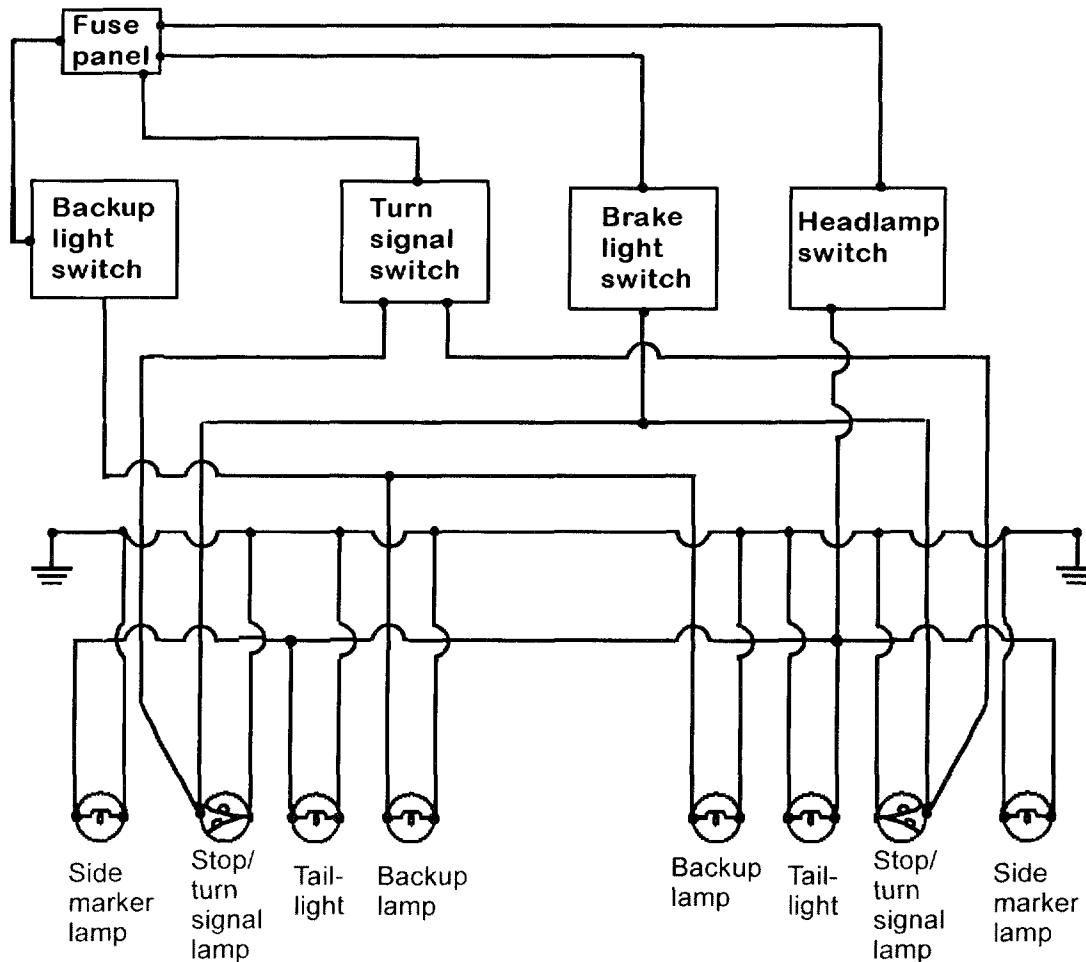 Fuse
panel
Backup
light
switch
Turn
signal
switch
Brake
light
switch
Headlamp
switch
Side
marker
lamp
Stop/
turn
signal
lamp
Tail-
light
Backup
lamp
Backup
lamp
Tail-
light
Stop/
turn
signal
lamp
Side
marker
lamp